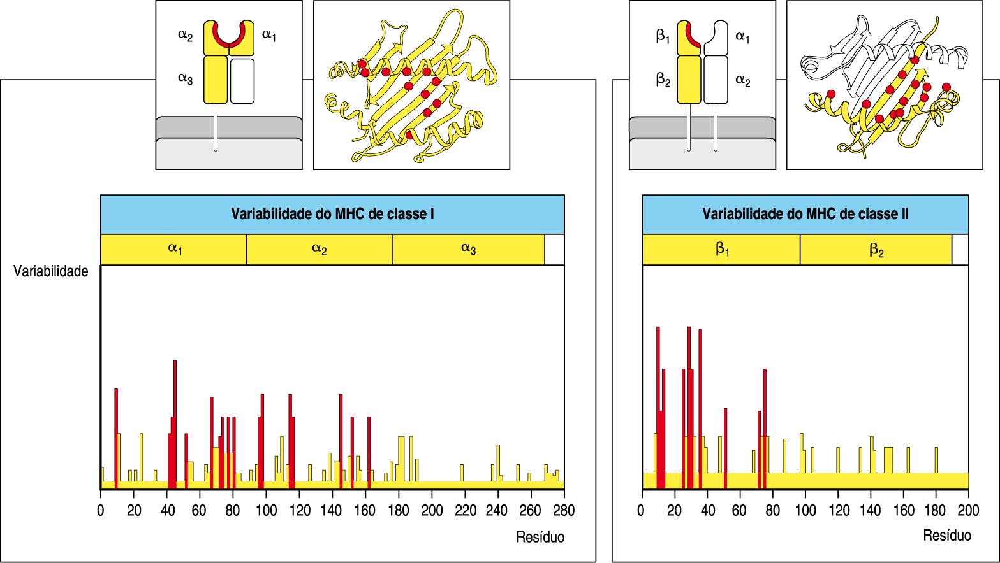 α2 α1
α3
β1 α1
β2 α2
Variabilidade do MHC de classe I
α1 α2 α3
Variabilidade
0 20 40 60 80 100 120 140 160 180 200 220 240 260 280
Resíduo
Variabilidade do MHC de classe II
β1 β2
0 20 40 60 80 100 120 140 160 180 200
Resíduo